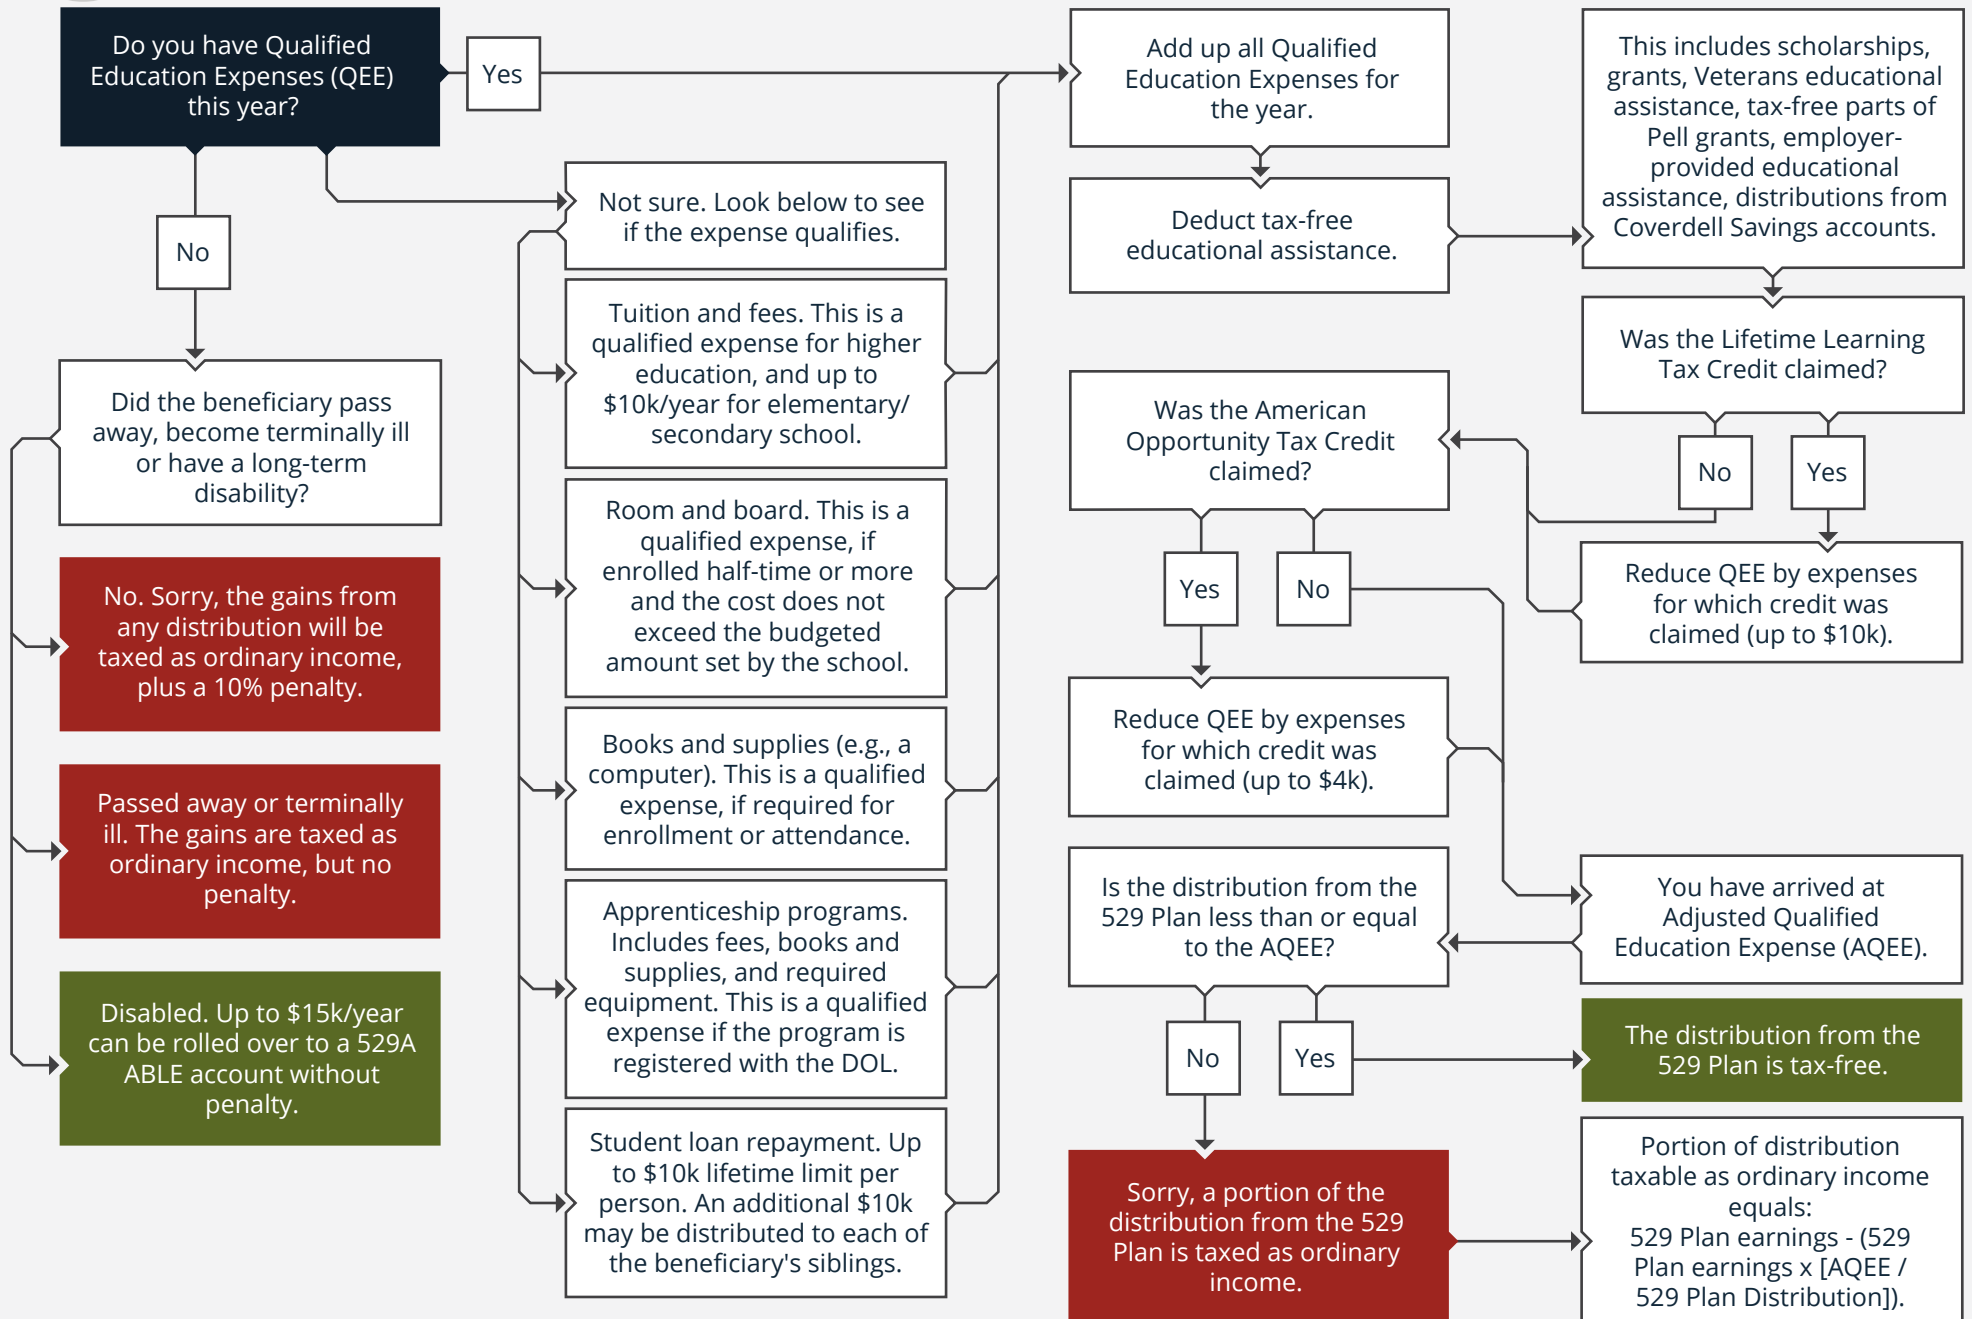 Do you have Qualified
Education Expenses (QEE)
this year?
Yes
No
Did the beneficiary pass
away, become terminally ill
or have a long-term
disability?
No. Sorry, the gains from
any distribution will be
taxed as ordinary income,
plus a 10% penalty.
Passed away or terminally
ill. The gains are taxed as
ordinary income, but no
penalty.
Disabled. Up to $15k/year
can be rolled over to a 529A
ABLE account without
penalty.
Not sure. Look below to see
if the expense qualifies.
Tuition and fees. This is a
qualified expense for higher
education, and up to
$10k/year for elementary/
secondary school.
Room and board. This is a
qualified expense, if
enrolled half-time or more
and the cost does not
exceed the budgeted
amount set by the school.
Books and supplies (e.g., a
computer). This is a qualified
expense, if required for
enrollment or attendance.
Apprenticeship programs.
Includes fees, books and
supplies, and required
equipment. This is a qualified
expense if the program is
registered with the DOL.
Student loan repayment. Up
to $10k lifetime limit per
person. An additional $10k
may be distributed to each of
the beneficiary's siblings.
Add up all Qualified
Education Expenses for
the year.
Deduct tax-free
educational assistance.
This includes scholarships,
grants, Veterans educational
assistance, tax-free parts of
Pell grants, employer-
provided educational
assistance, distributions from
Coverdell Savings accounts.
Was the Lifetime Learning
Tax Credit claimed?
No
Yes
Reduce QEE by expenses
for which credit was
claimed (up to $10k).
Was the American
Opportunity Tax Credit
claimed?
Yes
No
Reduce QEE by expenses
for which credit was
claimed (up to $4k).
You have arrived at
Adjusted Qualified
Education Expense (AQEE).
Is the distribution from the
529 Plan less than or equal
to the AQEE?
No
Yes
The distribution from the
529 Plan is tax-free.
Sorry, a portion of the
distribution from the 529
Plan is taxed as ordinary
income.
Portion of distribution
taxable as ordinary income
equals:
529 Plan earnings - (529
Plan earnings x [AQEE /
529 Plan Distribution]).